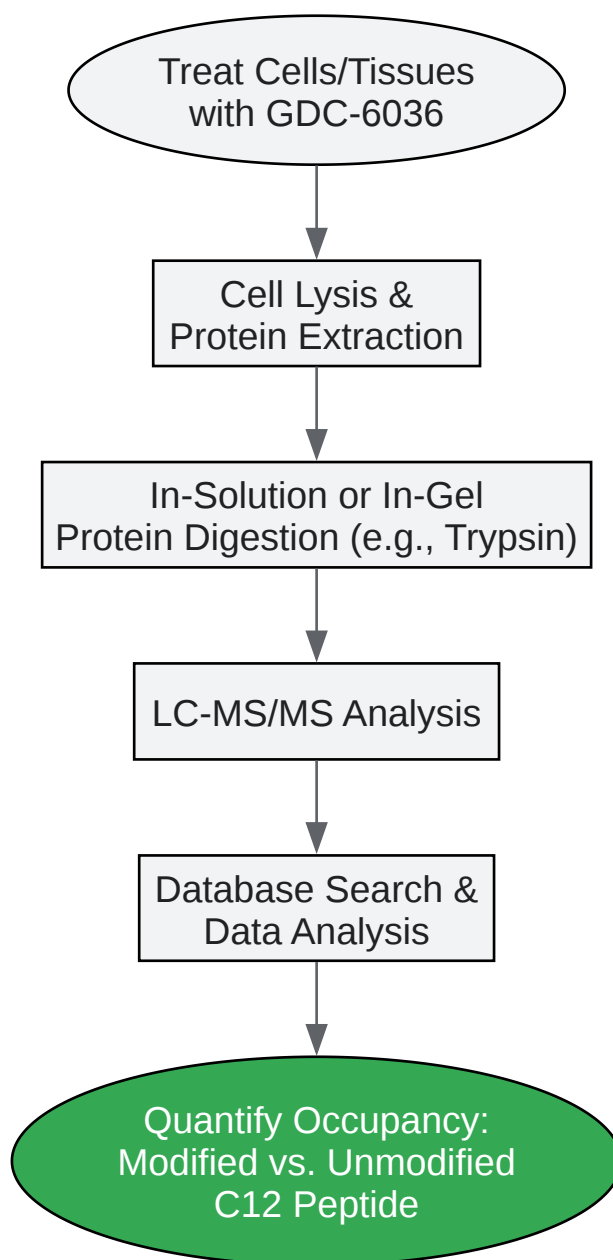 Treat Cells/Tissues
with GDC-6036
Cell Lysis &
Protein Extraction
In-Solution or In-Gel
Protein Digestion (e.g., Trypsin)
LC-MS/MS Analysis
Database Search &
Data Analysis
Quantify Occupancy:
Modified vs. Unmodified
C12 Peptide